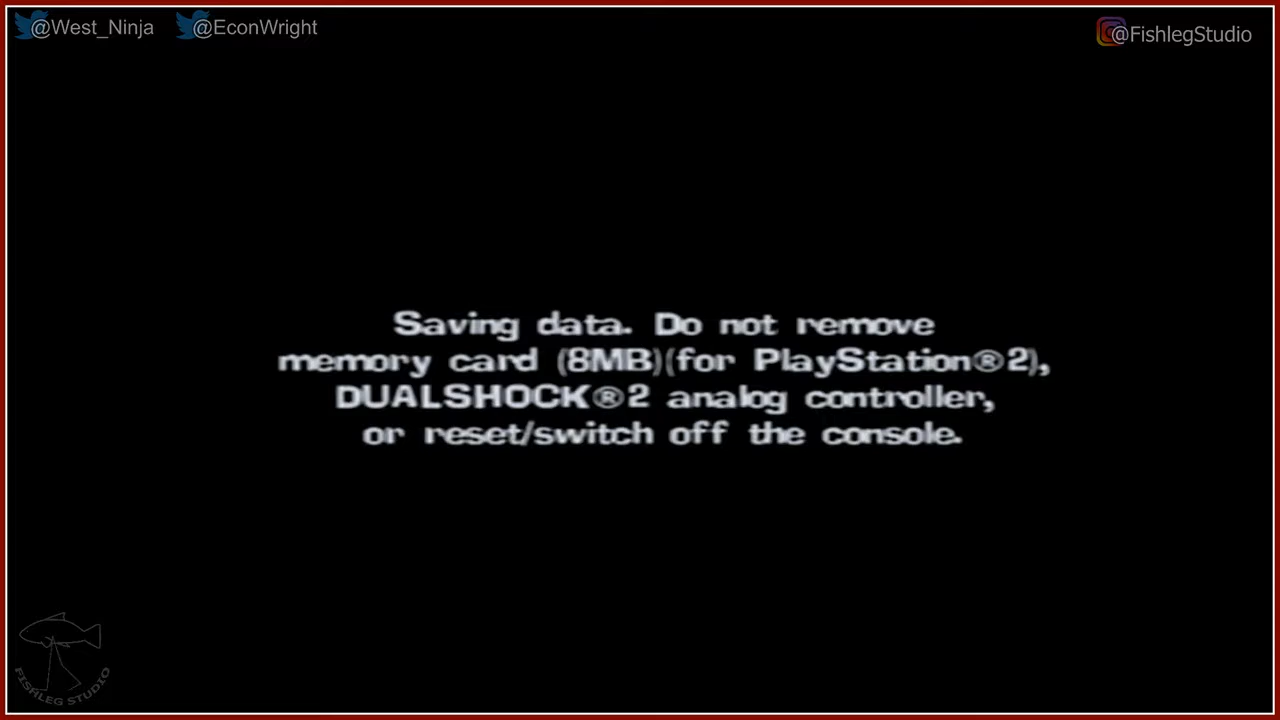 @West_Ninja @EconWright
@FishlegStudio
Saving data. Do not remove
memory card (8MB)(for PlayStation®2),
DUALSHOCK®2 analog controller,
or reset/switch off the console.
FISHLEG STUDIO